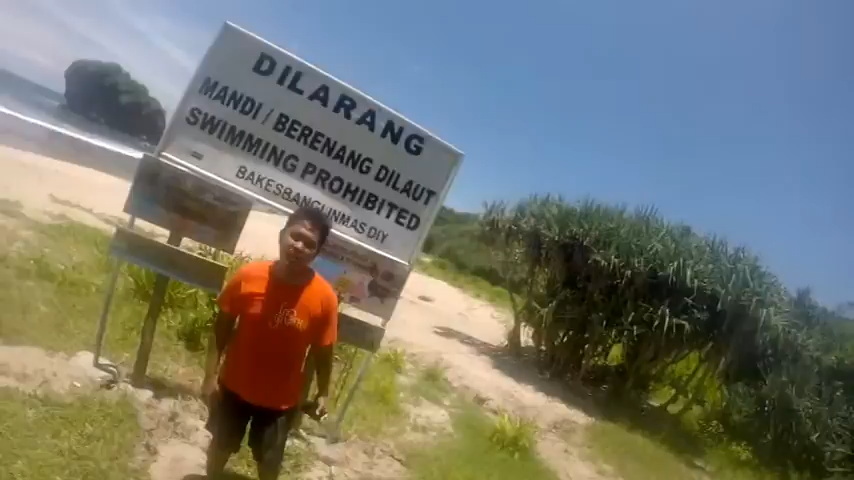 DILARANG
MANDI / BERENANG DILAUT
SWIMMING PROHIBITED
BAKESBANGLINMAS DIY